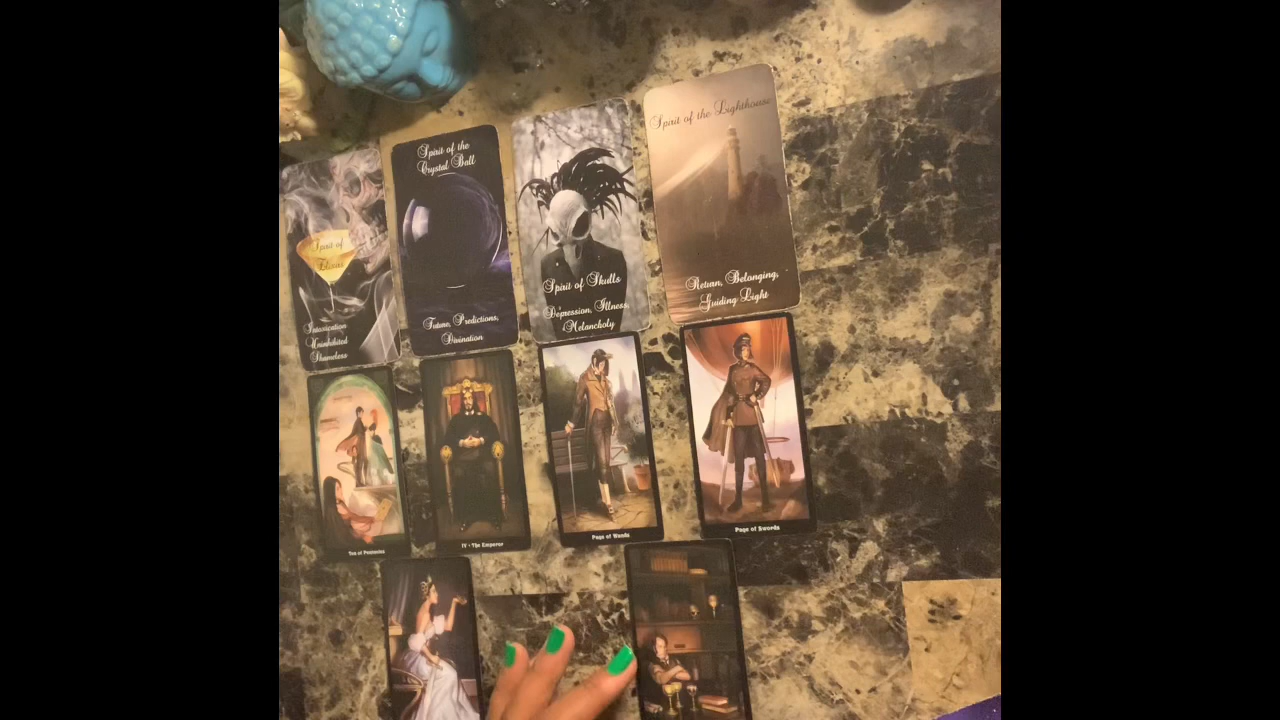 Spirit of
Intoxication
Uninhibited
Shameless
Spirit of the
Crystal Ball
Future, Predictions,
Divination
Spirit of Skulls
Depression, Illness,
Melancholy
Spirit of the Lighthouse
Return, Belonging,
Guiding Light
Ten of Pentacles
IV • The Emperor
Page of Wands
Page of Swords